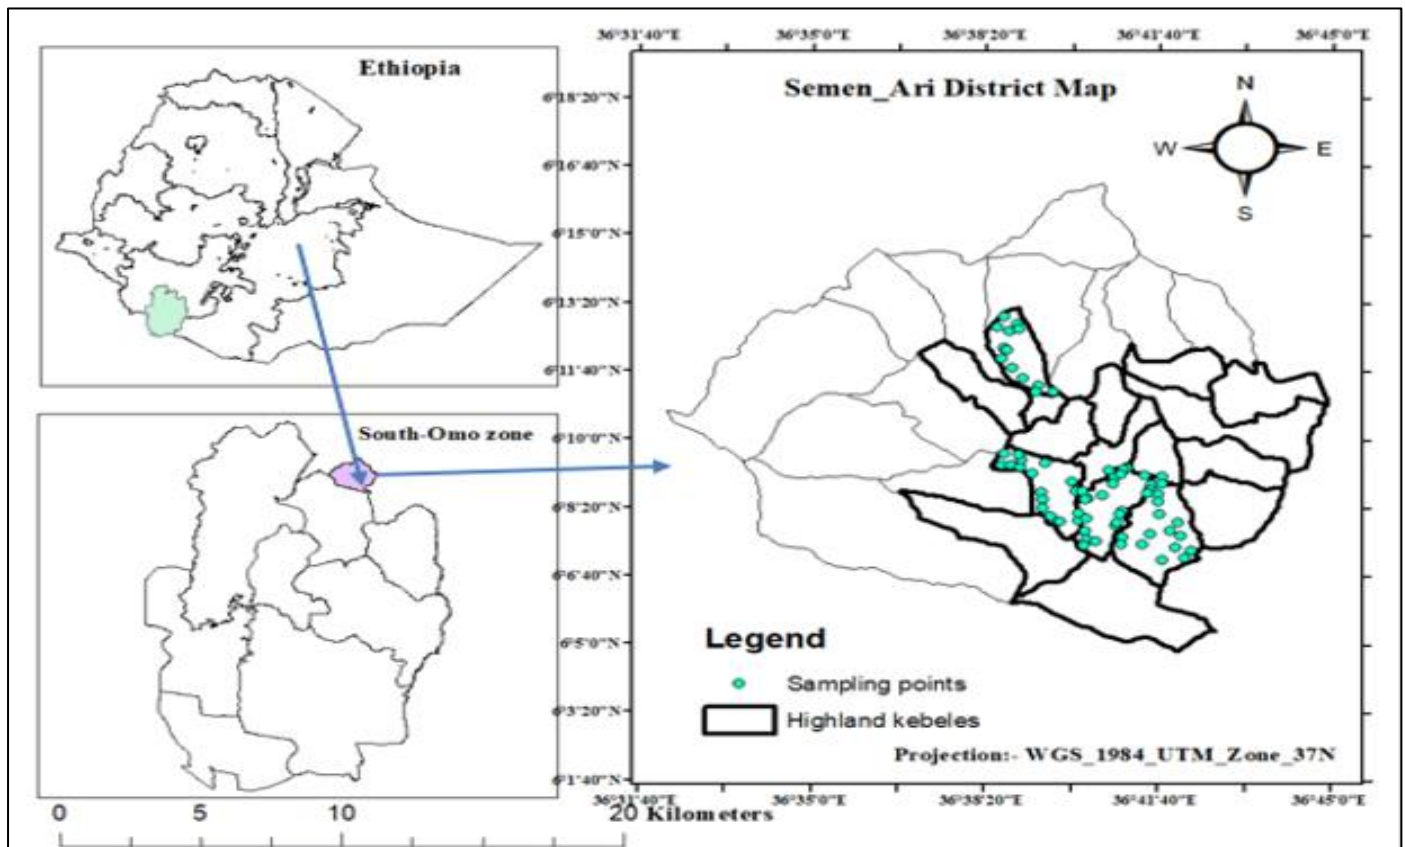 Ethiopia
South-Omo zone
36°31'40"E 36°35'0"E 36°38'20"E 36°41'40"E 36°45'0"E
6°18'20"N
6°16'40"N
6°15'0"N
6°13'20"N
6°11'40"N
6°10'0"N
6°8'20"N
6°6'40"N
6°5'0"N
6°3'20"N
6°1'40"N
Semen_Ari District Map
N
W E
S
Legend
Sampling points
Highland kebeles
Projection:- WGS_1984_UTM_Zone_37N
36°31'40"E 36°35'0"E 36°38'20"E 36°41'40"E 36°45'0"E
0 5 10 20 Kilometers